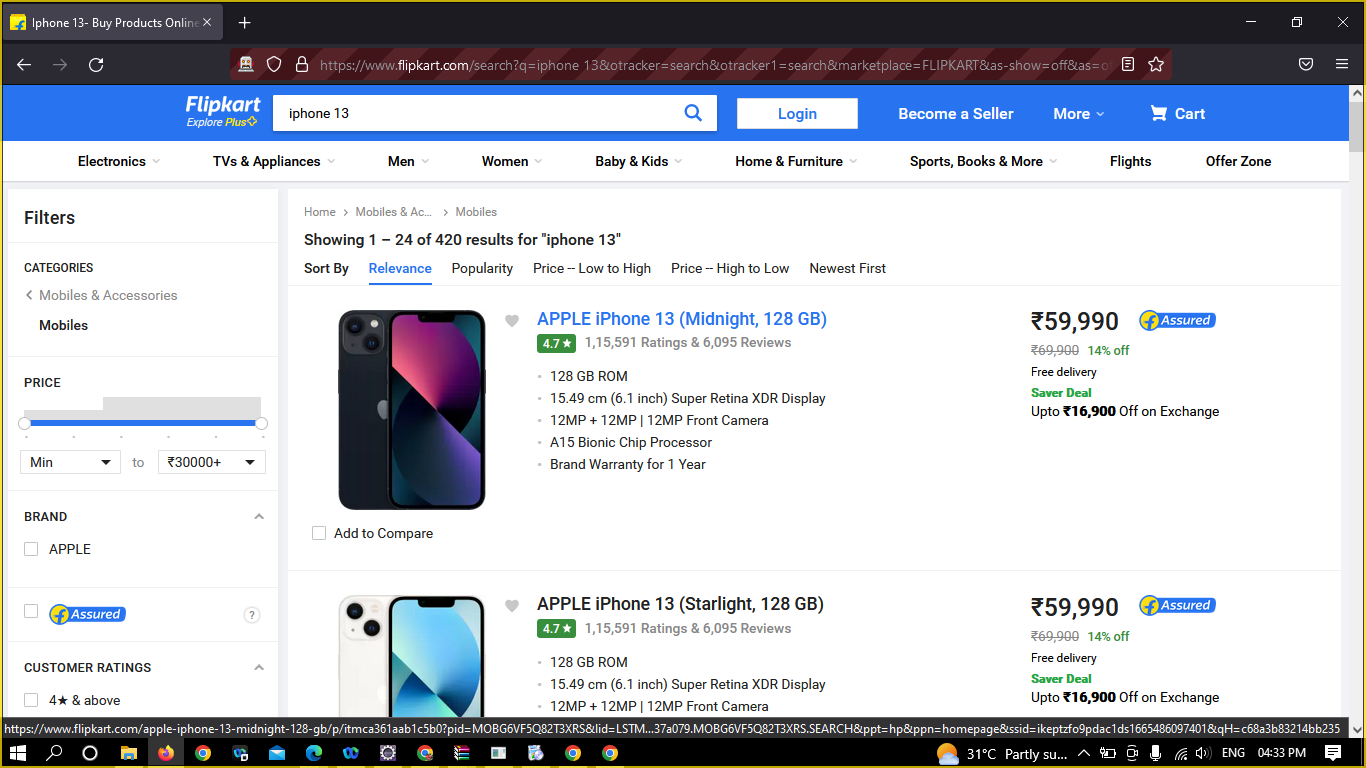 Iphone 13- Buy Products Online
https://www.flipkart.com/search?q=iphone 13&otracker=search&otracker1=search&marketplace=FLIPKART&as-show=off&as=o
Flipkart
Explore Plus
iphone 13
Login
Become a Seller
More
Cart
Electronics
TVs & Appliances
Men
Women
Baby & Kids
Home & Furniture
Sports, Books & More
Flights
Offer Zone
Filters
CATEGORIES
Mobiles & Accessories
Mobiles
PRICE
Min
to
₹30000+
BRAND
APPLE
f Assured
?
CUSTOMER RATINGS
4★ & above
Home
Mobiles & Ac...
Mobiles
Showing 1 – 24 of 420 results for "iphone 13"
Sort By
Relevance
Popularity
Price -- Low to High
Price -- High to Low
Newest First
APPLE iPhone 13 (Midnight, 128 GB)
4.7★ 1,15,591 Ratings & 6,095 Reviews
128 GB ROM
15.49 cm (6.1 inch) Super Retina XDR Display
12MP + 12MP | 12MP Front Camera
A15 Bionic Chip Processor
Brand Warranty for 1 Year
Add to Compare
₹59,990
f Assured
₹69,900 14% off
Free delivery
Saver Deal
Upto ₹16,900 Off on Exchange
APPLE iPhone 13 (Starlight, 128 GB)
4.7★ 1,15,591 Ratings & 6,095 Reviews
128 GB ROM
15.49 cm (6.1 inch) Super Retina XDR Display
12MP + 12MP | 12MP Front Camera
₹59,990
f Assured
₹69,900 14% off
Free delivery
Saver Deal
Upto ₹16,900 Off on Exchange
https://www.flipkart.com/apple-iphone-13-midnight-128-gb/p/itmca361aab1c5b0?pid=MOBG6VF5Q82T3XRS&lid=LSTM...37a079.MOBG6VF5Q82T3XRS.SEARCH&ppt=hp&ppn=homepage&ssid=ikeptzfo9pdac1ds1665486097401&qH=c68a3b83214bb235
31°C Partly su...
ENG
04:33 PM